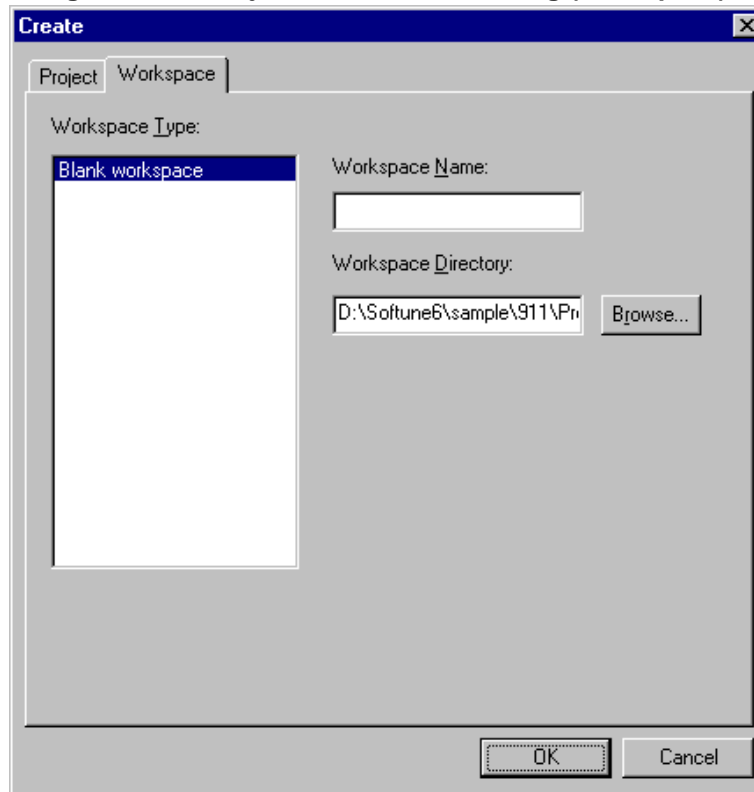 Create
Project Workspace
Workspace Type:
Blank workspace
Workspace Name:
Workspace Directory:
D:\Softune6\sample\911\Pr
Browse...
OK Cancel